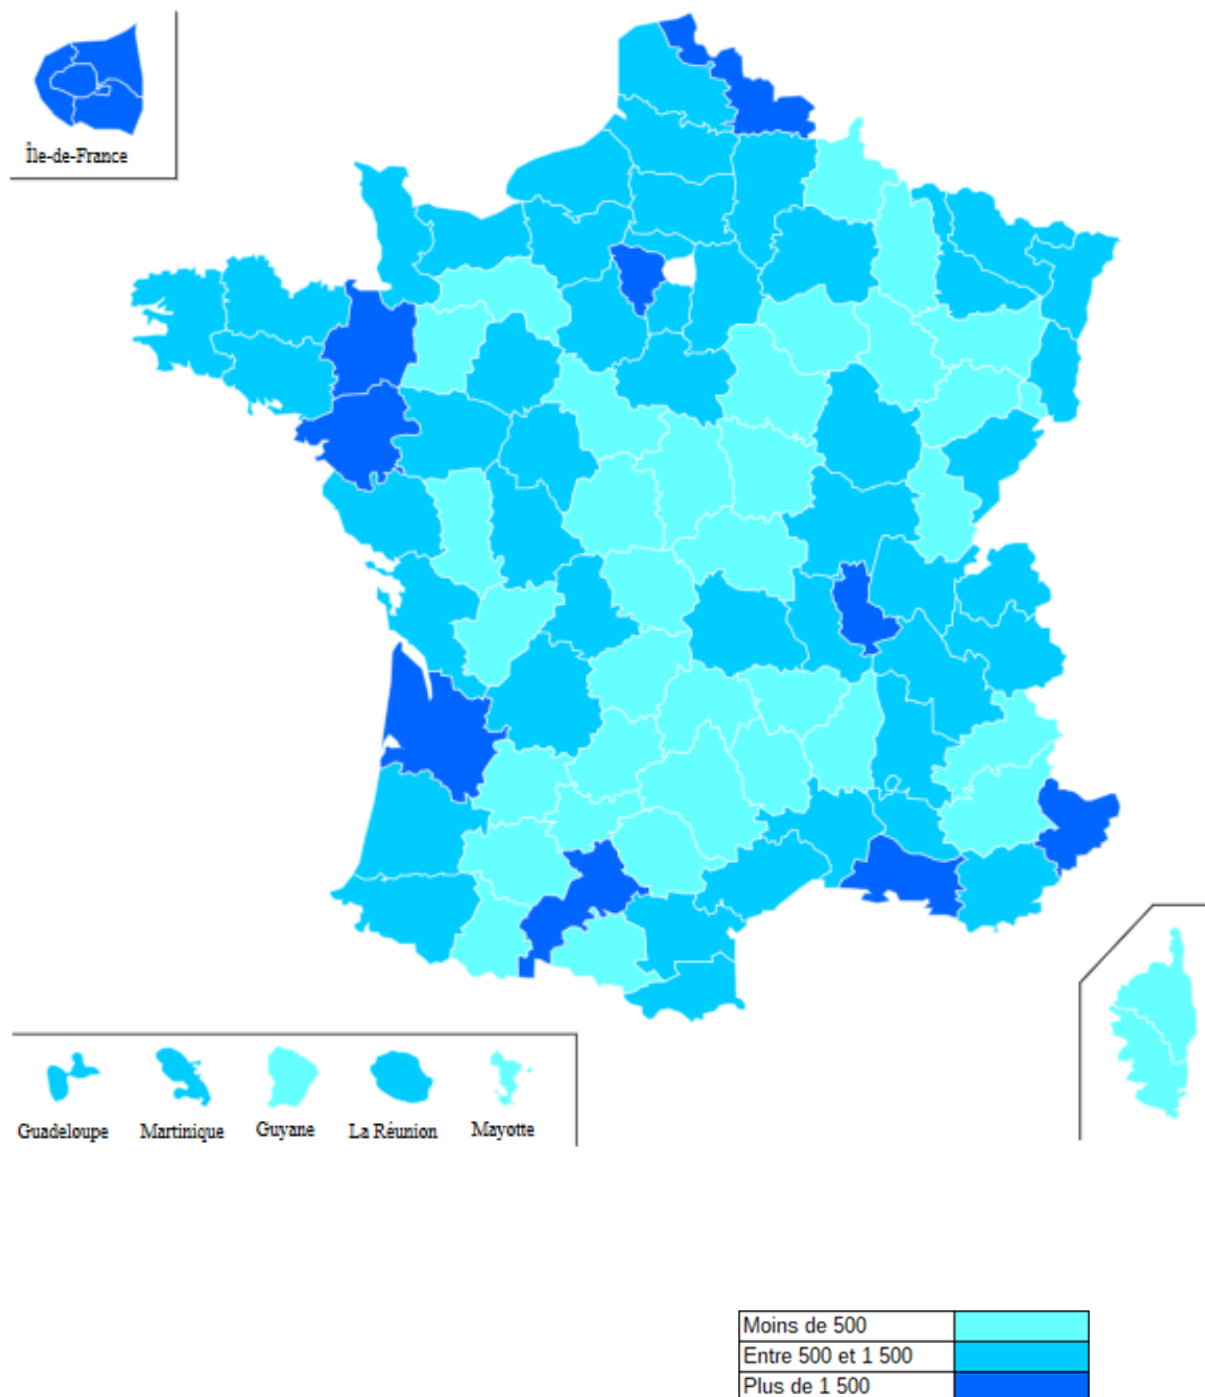 Île-de-France
Guadeloupe
Martinique
Guyane
La Réunion
Mayotte
Moins de 500
Entre 500 et 1 500
Plus de 1 500